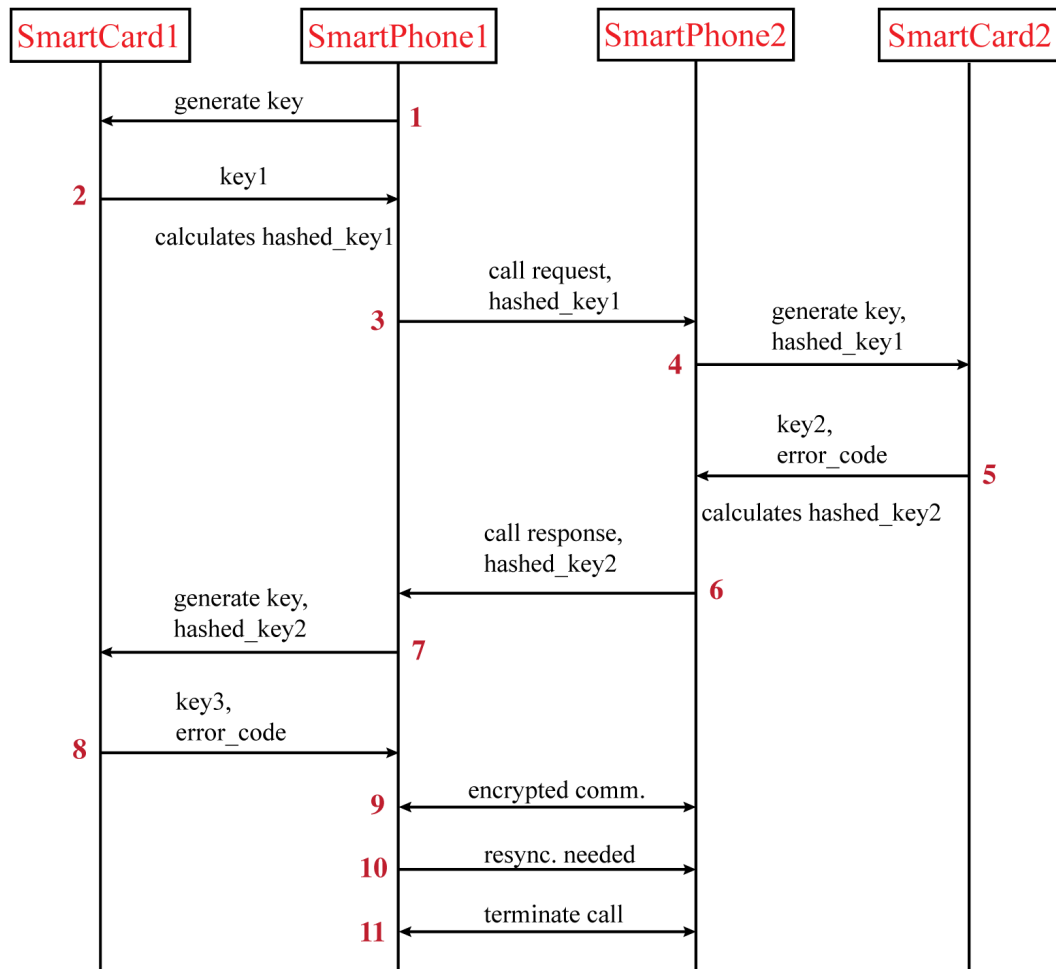 SmartCard1
SmartPhone1
SmartPhone2
SmartCard2
generate key
1
2
key1
calculates hashed_key1
call request,
hashed_key1
3
generate key,
hashed_key1
4
key2,
error_code
5
calculates hashed_key2
call response,
hashed_key2
6
generate key,
hashed_key2
7
key3,
error_code
8
9
encrypted comm.
10
resync. needed
11
terminate call